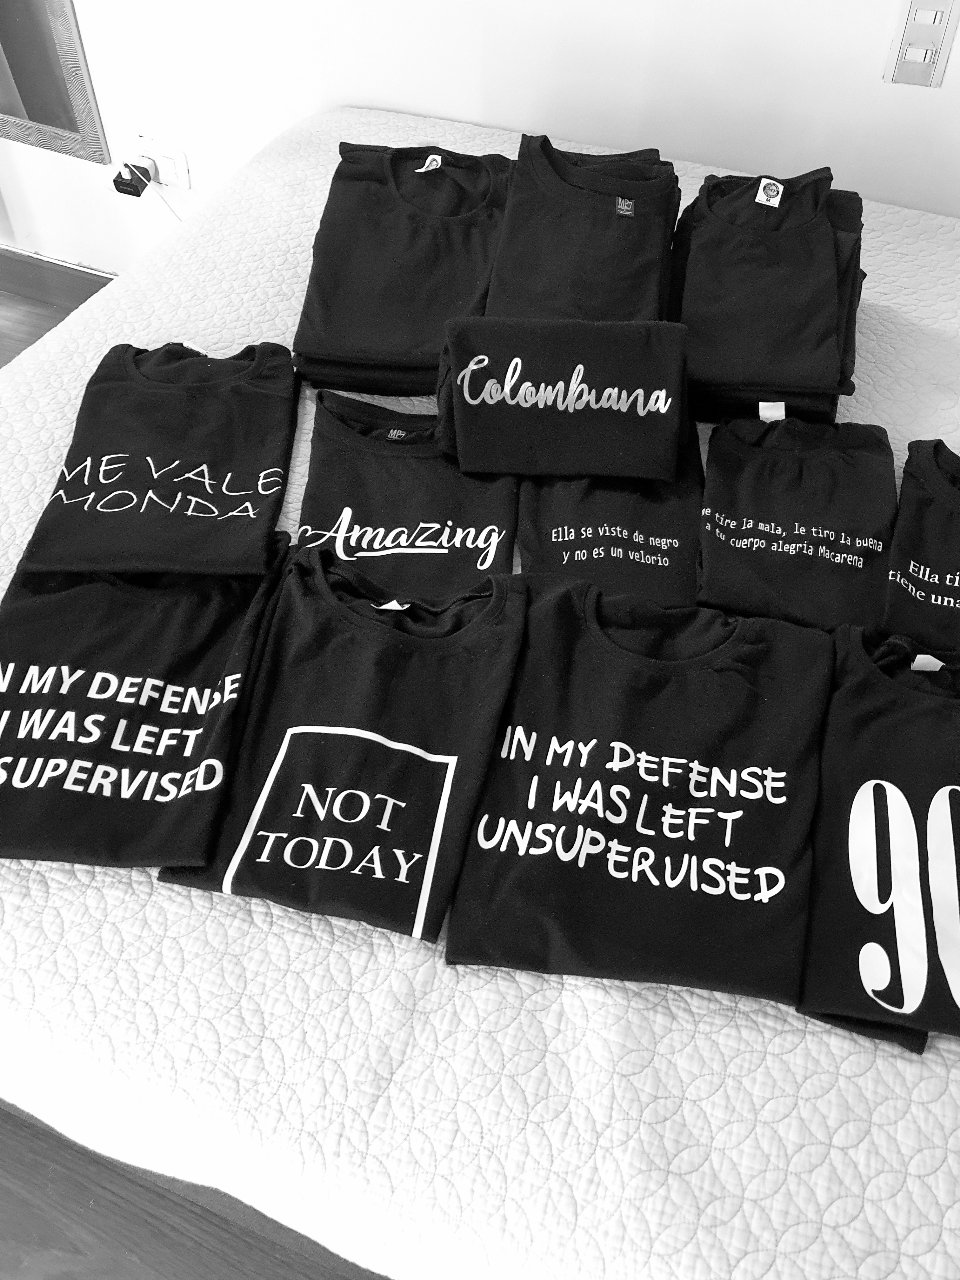 Colombiana
ME VALE
MONDA
Amazing
Ella se viste de negro
y no es un velorio
tire la mala, le tiro la buena
a tu cuerpo alegria Macarena
Ella
tiene una
MY DEFENSE
I WAS LEFT
SUPERVISED
NOT
TODAY
IN MY DEFENSE
I WAS LEFT
UNSUPERVISED
90